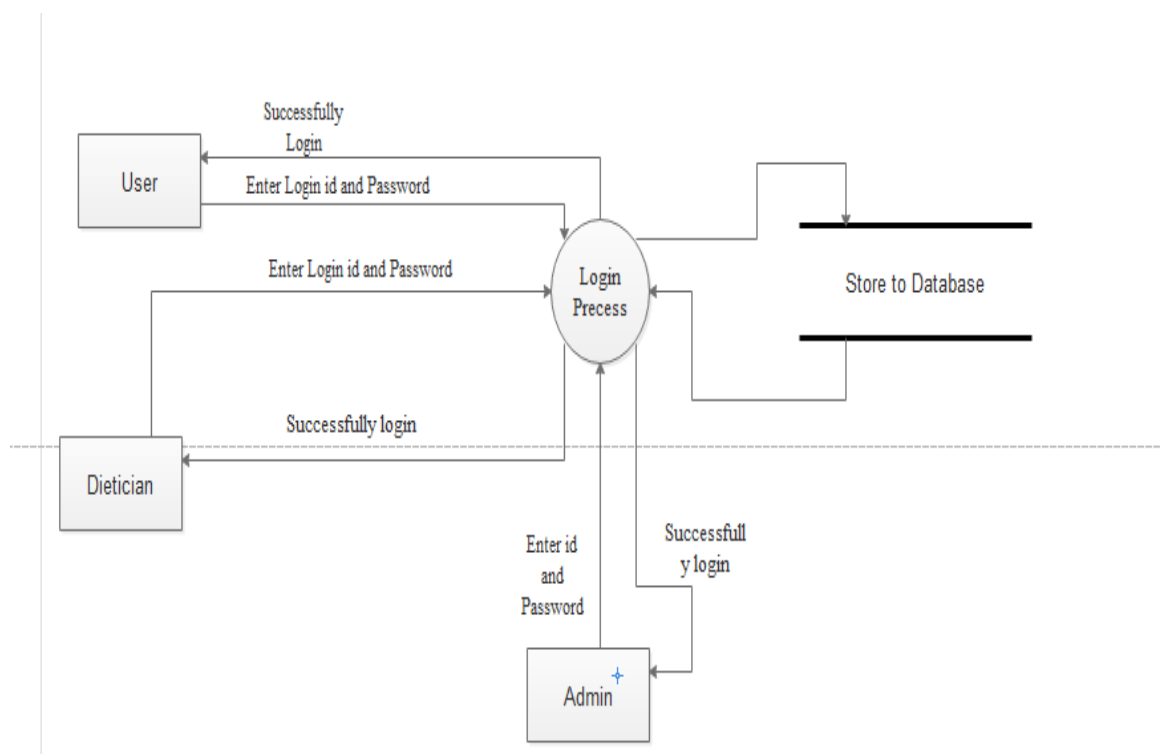 Successfully
Login
User
Enter Login id and Password
Enter Login id and Password
Login
Precess
Store to Database
Successfully login
Dietician
Enter id
and
Password
Successfull
y login
Admin